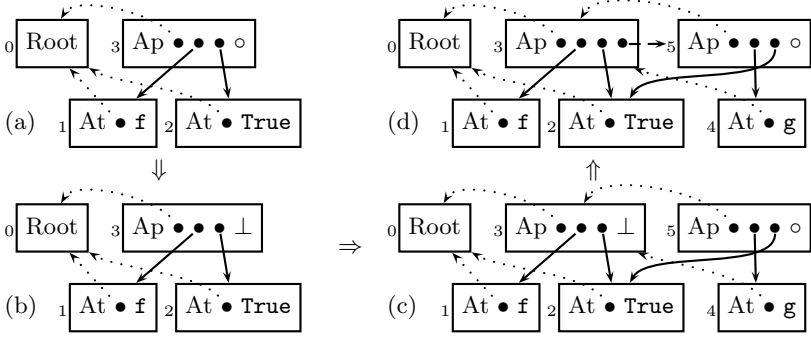 0 Root 3 Ap ● ● ● ○ 0 Root 3 Ap ● ● ● ● 5 Ap ● ● ● ○
(a) 1 At ● f 2 At ● True (d) 1 At ● f 2 At ● True 4 At ● g
⇓ ⇑
0 Root 3 Ap ● ● ● ⊥ ⇒ 0 Root 3 Ap ● ● ● ⊥ 5 Ap ● ● ● ○
(b) 1 At ● f 2 At ● True (c) 1 At ● f 2 At ● True 4 At ● g